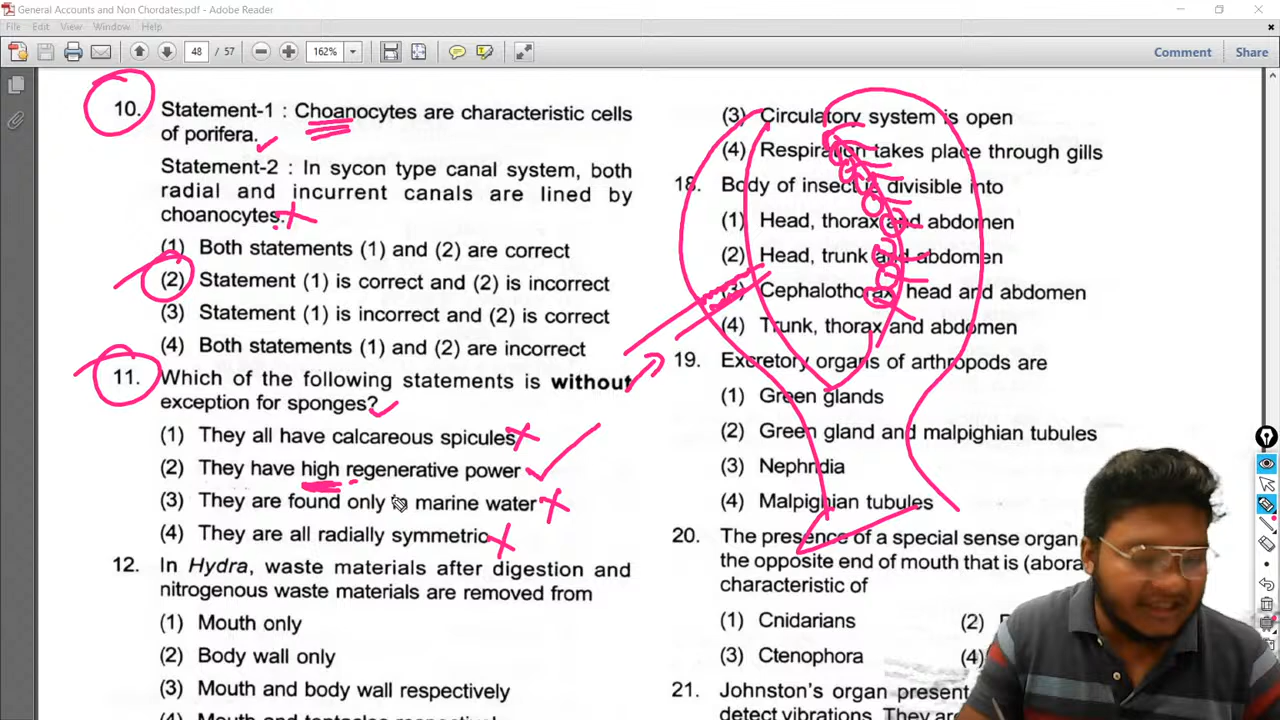 General Accounts and Non Chordates.pdf - Adobe Reader
File Edit View Window Help
48 / 57
162%
Comment
Share
10. Statement-1 : Choanocytes are characteristic cells
of porifera.
Statement-2 : In sycon type canal system, both
radial and incurrent canals are lined by
choanocytes.
(1) Both statements (1) and (2) are correct
(2) Statement (1) is correct and (2) is incorrect
(3) Statement (1) is incorrect and (2) is correct
(4) Both statements (1) and (2) are incorrect
11. Which of the following statements is without
exception for sponges?
(1) They all have calcareous spicules
(2) They have high regenerative power
(3) They are found only marine water
(4) They are all radially symmetric
12. In Hydra, waste materials after digestion and
nitrogenous waste materials are removed from
(1) Mouth only
(2) Body wall only
(3) Mouth and body wall respectively
(4) Mouth and tentacles respectively
(3) Circulatory system is open
(4) Respiration takes place through gills
18. Body of insect is divisible into
(1) Head, thorax and abdomen
(2) Head, trunk and abdomen
(3) Cephalothorax, head and abdomen
(4) Trunk, thorax and abdomen
19. Excretory organs of arthropods are
(1) Green glands
(2) Green gland and malpighian tubules
(3) Nephridia
(4) Malpighian tubules
20. The presence of a special sense organ
the opposite end of mouth that is (abora
characteristic of
(1) Cnidarians
(2)
(3) Ctenophora
(4)
21. Johnston's organ present
detect vibrations. They are